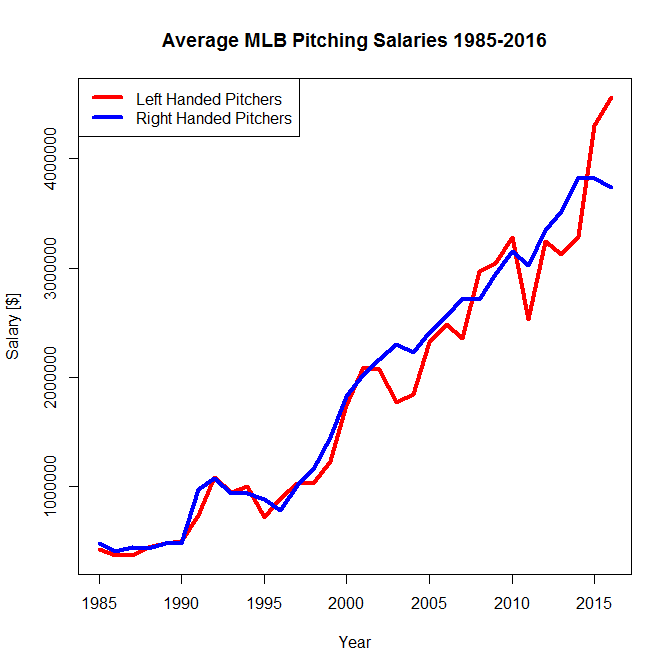 Average MLB Pitching Salaries 1985-2016
Left Handed Pitchers
Right Handed Pitchers
4000000
3000000
2000000
1000000
Salary [$]
1985 1990 1995 2000 2005 2010 2015
Year